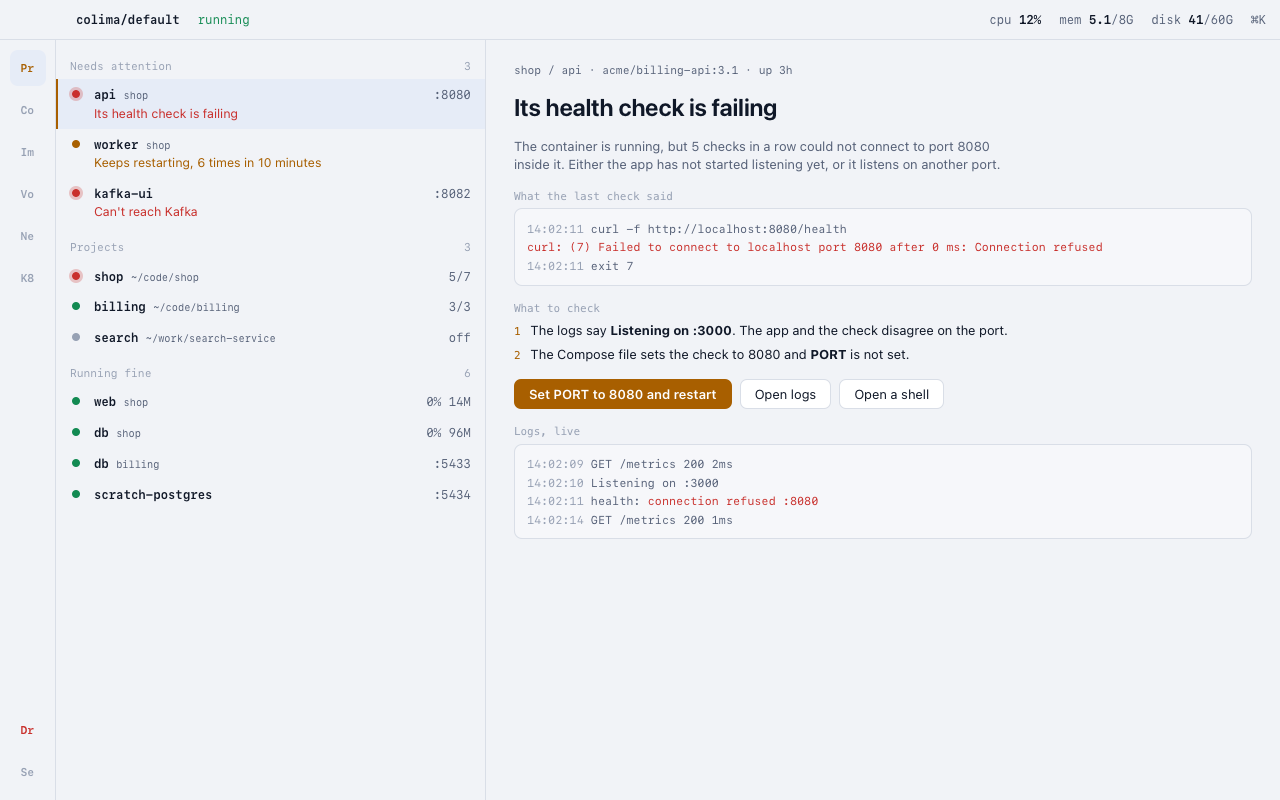 colima/default running
cpu 12% mem 5.1/8G disk 41/60G ⌘K
Pr
Co
Im
Vo
Ne
K8
Dr
Se
Needs attention 3
api shop :8080
Its health check is failing
worker shop
Keeps restarting, 6 times in 10 minutes
kafka-ui :8082
Can't reach Kafka
Projects 3
shop ~/code/shop 5/7
billing ~/code/billing 3/3
search ~/work/search-service off
Running fine 6
web shop 0% 14M
db shop 0% 96M
db billing :5433
scratch-postgres :5434
shop / api · acme/billing-api:3.1 · up 3h
Its health check is failing
The container is running, but 5 checks in a row could not connect to port 8080
inside it. Either the app has not started listening yet, or it listens on another port.
What the last check said
14:02:11 curl -f http://localhost:8080/health
curl: (7) Failed to connect to localhost port 8080 after 0 ms: Connection refused
14:02:11 exit 7
What to check
1 The logs say Listening on :3000. The app and the check disagree on the port.
2 The Compose file sets the check to 8080 and PORT is not set.
Set PORT to 8080 and restart Open logs Open a shell
Logs, live
14:02:09 GET /metrics 200 2ms
14:02:10 Listening on :3000
14:02:11 health: connection refused :8080
14:02:14 GET /metrics 200 1ms